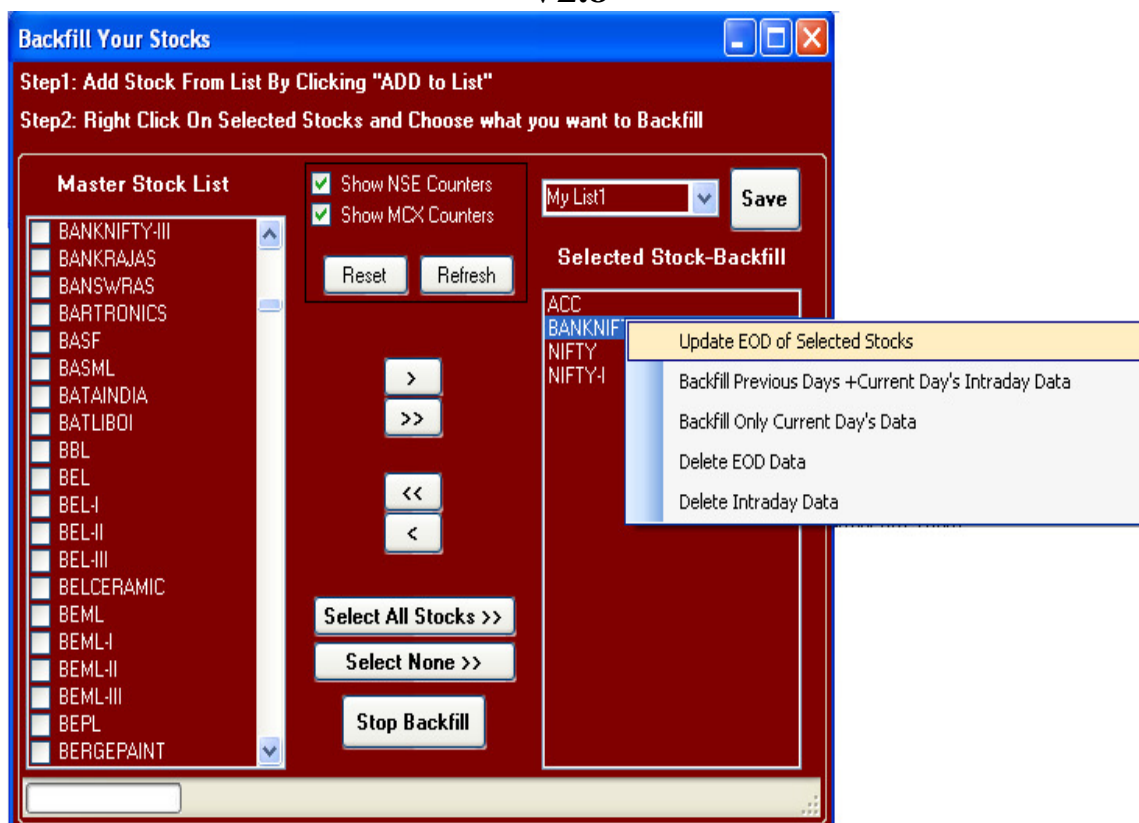 Backfill Your Stocks
Step1: Add Stock From List By Clicking "ADD to List"
Step2: Right Click On Selected Stocks and Choose what you want to Backfill
Master Stock List
BANKNIFTY-III
BANKRAJAS
BANSWRAS
BARTRONICS
BASF
BASML
BATAINDIA
BATLIBOI
BBL
BEL
BEL-I
BEL-II
BEL-III
BELCERAMIC
BEML
BEML-I
BEML-II
BEML-III
BEPL
BERGEPAINT
Show NSE Counters
Show MCX Counters
Reset Refresh
>
>>
<<
<
Select All Stocks >>
Select None >>
Stop Backfill
My List1 Save
Selected Stock-Backfill
ACC
BANKNIF
NIFTY
NIFTY-I
Update EOD of Selected Stocks
Backfill Previous Days +Current Day's Intraday Data
Backfill Only Current Day's Data
Delete EOD Data
Delete Intraday Data